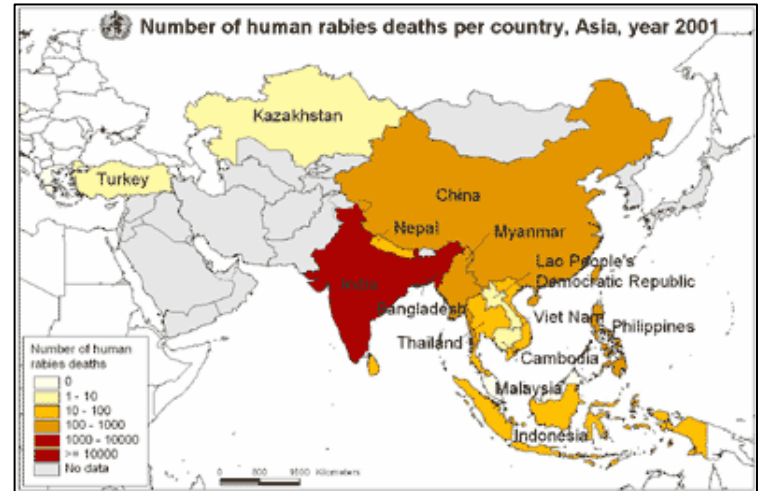 Number of human rabies deaths per country, Asia, year 2001
Kazakhstan
Turkey
China
Nepal
Myanmar
India
Lao People's
Democratic Republic
Bangladesh
Viet Nam
Philippines
Thailand
Cambodia
Malaysia
Indonesia
Number of human
rabies deaths
0
1 - 10
10 - 100
100 - 1000
1000 - 10000
>= 10000
No data
0 800 1600 Kilometers